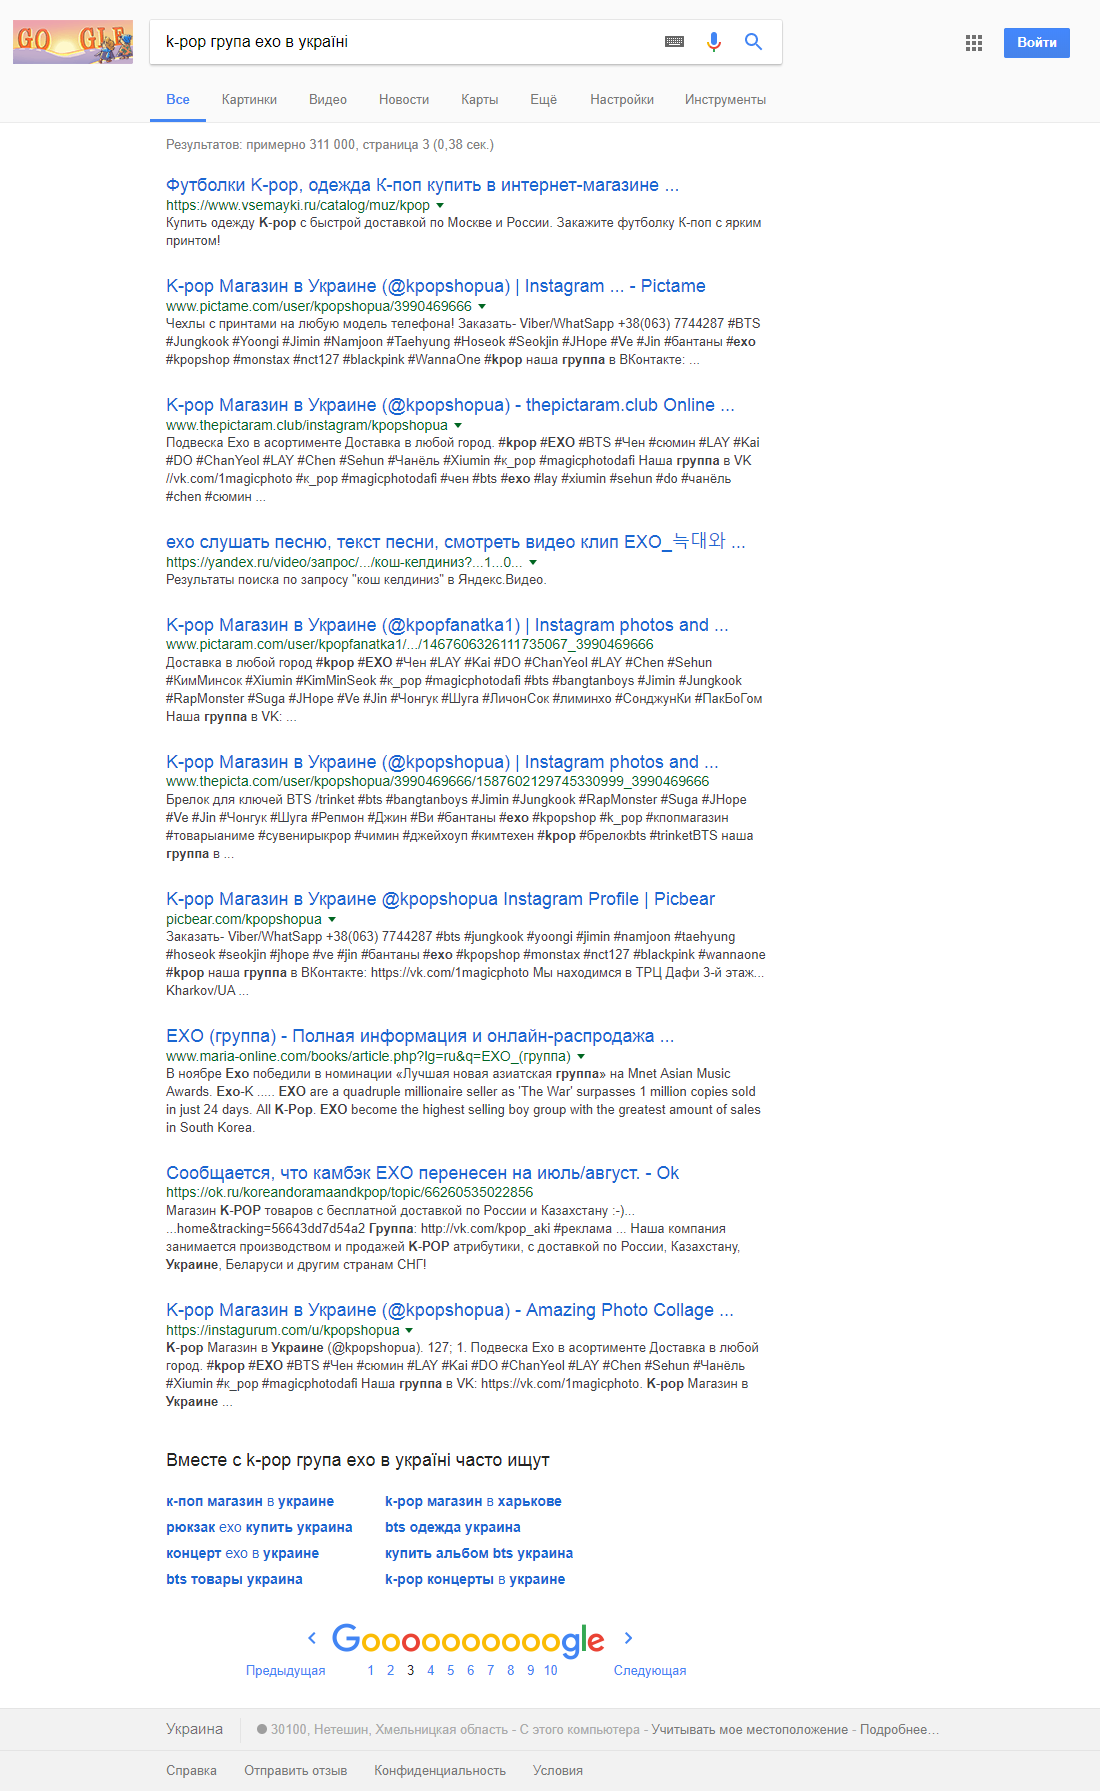 GO GLE
k-pop група exo в україні
Войти
Все Картинки Видео Новости Карты Ещё Настройки Инструменты
Результатов: примерно 311 000, страница 3 (0,38 сек.)
Футболки K-pop, одежда К-поп купить в интернет-магазине ...
https://www.vsemayki.ru/catalog/muz/kpop
Купить одежду K-pop с быстрой доставкой по Москве и России. Закажите футболку К-поп с ярким
принтом!
K-pop Магазин в Украине (@kpopshopua) | Instagram ... - Pictame
www.pictame.com/user/kpopshopua/3990469666
Чехлы с принтами на любую модель телефона! Заказать- Viber/WhatSapp +38(063) 7744287 #BTS
#Jungkook #Yoongi #Jimin #Namjoon #Taehyung #Hoseok #Seokjin #JHope #Ve #Jin #бантаны #exo
#kpopshop #monstax #nct127 #blackpink #WannaOne #kpop наша группа в ВКонтакте: ...
K-pop Магазин в Украине (@kpopshopua) - thepictaram.club Online ...
www.thepictaram.club/instagram/kpopshopua
Подвеска Exo в асортименте Доставка в любой город. #kpop #EXO #BTS #Чен #сюмин #LAY #Kai
#DO #ChanYeol #LAY #Chen #Sehun #Чанёль #Xiumin #к_pop #magicphotodafi Наша группа в VK
//vk.com/1magicphoto #к_pop #magicphotodafi #чен #bts #exo #lay #xiumin #sehun #do #чанёль
#chen #сюмин ...
exo слушать песню, текст песни, смотреть видео клип EXO_늑대와 ...
https://yandex.ru/video/запрос/.../кош-келдиниз?...1...0...
Результаты поиска по запросу "кош келдиниз" в Яндекс.Видео.
K-pop Магазин в Украине (@kpopfanatka1) | Instagram photos and ...
www.pictaram.com/user/kpopfanatka1/.../1467606326111735067_3990469666
Доставка в любой город #kpop #EXO #Чен #LAY #Kai #DO #ChanYeol #LAY #Chen #Sehun
#КимМинсок #Xiumin #KimMinSeok #к_pop #magicphotodafi #bts #bangtanboys #Jimin #Jungkook
#RapMonster #Suga #JHope #Ve #Jin #Чонгук #Шуга #ЛичонСок #лиминхо #СонджунКи #ПакБоГом
Наша группа в VK: ...
K-pop Магазин в Украине (@kpopshopua) | Instagram photos and ...
www.thepicta.com/user/kpopshopua/3990469666/1587602129745330999_3990469666
Брелок для ключей BTS /trinket #bts #bangtanboys #Jimin #Jungkook #RapMonster #Suga #JHope
#Ve #Jin #Чонгук #Шуга #Репмон #Джин #Ви #бантаны #exo #kpopshop #k_pop #кпопмагазин
#товарыаниме #сувенирыкрор #чимин #джейхоуп #кимтехен #kpop #брелокbts #trinketBTS наша
группа в ...
K-pop Магазин в Украине @kpopshopua Instagram Profile | Picbear
picbear.com/kpopshopua
Заказать- Viber/WhatSapp +38(063) 7744287 #bts #jungkook #yoongi #jimin #namjoon #taehyung
#hoseok #seokjin #jhope #ve #jin #бантаны #exo #kpopshop #monstax #nct127 #blackpink #wannaone
#kpop наша группа в ВКонтакте: https://vk.com/1magicphoto Мы находимся в ТРЦ Дафи 3-й этаж...
Kharkov/UA ...
EXO (группа) - Полная информация и онлайн-распродажа ...
www.maria-online.com/books/article.php?lg=ru&q=EXO_(группа)
В ноябре Exo победили в номинации «Лучшая новая азиатская группа» на Mnet Asian Music
Awards. Exo-K ..... EXO are a quadruple millionaire seller as 'The War' surpasses 1 million copies sold
in just 24 days. All K-Pop. EXO become the highest selling boy group with the greatest amount of sales
in South Korea.
Сообщается, что камбэк EXO перенесен на июль/август. - Ok
https://ok.ru/koreandoramaandkpop/topic/66260535022856
Магазин K-POP товаров с бесплатной доставкой по России и Казахстану :-)...
...home&tracking=56643dd7d54a2 Группа: http://vk.com/kpop_aki #реклама ... Наша компания
занимается производством и продажей K-POP атрибутики, с доставкой по России, Казахстану,
Украине, Беларуси и другим странам СНГ!
K-pop Магазин в Украине (@kpopshopua) - Amazing Photo Collage ...
https://instagurum.com/u/kpopshopua
K-pop Магазин в Украине (@kpopshopua). 127; 1. Подвеска Exo в асортименте Доставка в любой
город. #kpop #EXO #BTS #Чен #сюмин #LAY #Kai #DO #ChanYeol #LAY #Chen #Sehun #Чанёль
#Xiumin #к_pop #magicphotodafi Наша группа в VK: https://vk.com/1magicphoto. K-pop Магазин в
Украине ...
Вместе с k-pop група exo в україні часто ищут
к-поп магазин в украине k-pop магазин в харькове
рюкзак exo купить украина bts одежда украина
концерт exo в украине купить альбом bts украина
bts товары украина k-pop концерты в украине
Goooooooooogle
Предыдущая 1 2 3 4 5 6 7 8 9 10 Следующая
Украина 30100, Нетешин, Хмельницкая область - С этого компьютера - Учитывать мое местоположение - Подробнее…
Справка Отправить отзыв Конфиденциальность Условия